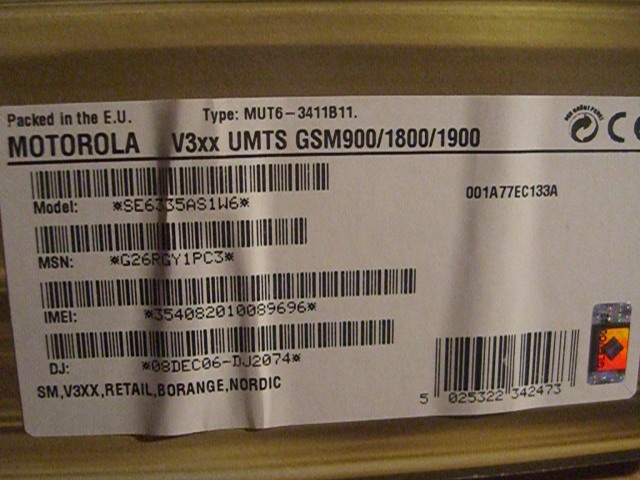 Packed in the E.U. Type: MUT6-3411B11.
MOTOROLA V3xx UMTS GSM900/1800/1900
001A77EC133A
Model: *SE6335AS1W6*
MSN: *G26RGY1PC3*
IMEI: *354082010089696*
DJ: *08DEC06-DJ2074*
SM,V3XX,RETAIL,BORANGE,NORDIC
5 025322 342473